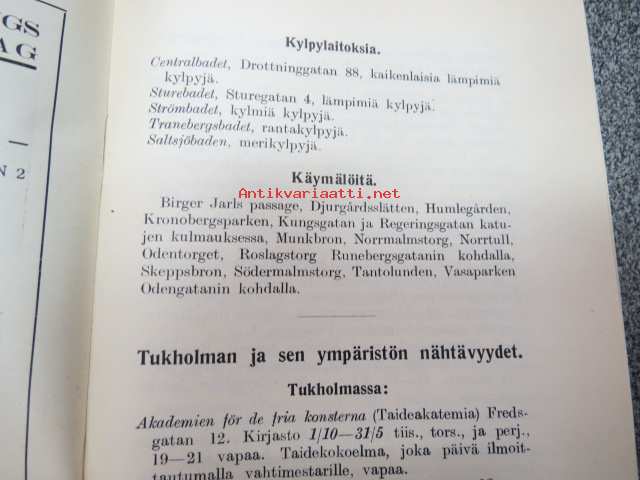 NGS
AG
N 2
Kylpylaitoksia.
Centralbadet, Drottninggatan 88, kaikenlaisia lämpimiä
kylpyjä.
Sturebadet, Sturegatan 4, lämpimiä kylpyjä.
Strömbadet, kylmiä kylpyjä.
Tranebergsbadet, rantakylpyjä.
Saltsjöbaden, merikylpyjä.
Käymälöitä.
Antikvariaatti.net
Birger Jarls passage, Djurgårdsslätten, Humlegården,
Kronobergsparken, Kungsgatan ja Regeringsgatan katu-
jen kulmauksessa, Munkbron, Norrmalmstorg, Norrtull,
Odentorget, Roslagstorg Runebergsgatanin kohdalla,
Skeppsbron, Södermalmstorg, Tantolunden, Vasaparken
Odengatanin kohdalla.
Tukholman ja sen ympäristön nähtävyydet.
Tukholmassa:
Akademien för de fria konsterna (Taideakatemia) Freds-
gatan 12. Kirjasto 1/10—31/5 tiis., tors., ja perj.,
19—21 vapaa. Taidekokoelma, joka päivä ilmoit-
tautumalla vahtimestarille, vapaa.